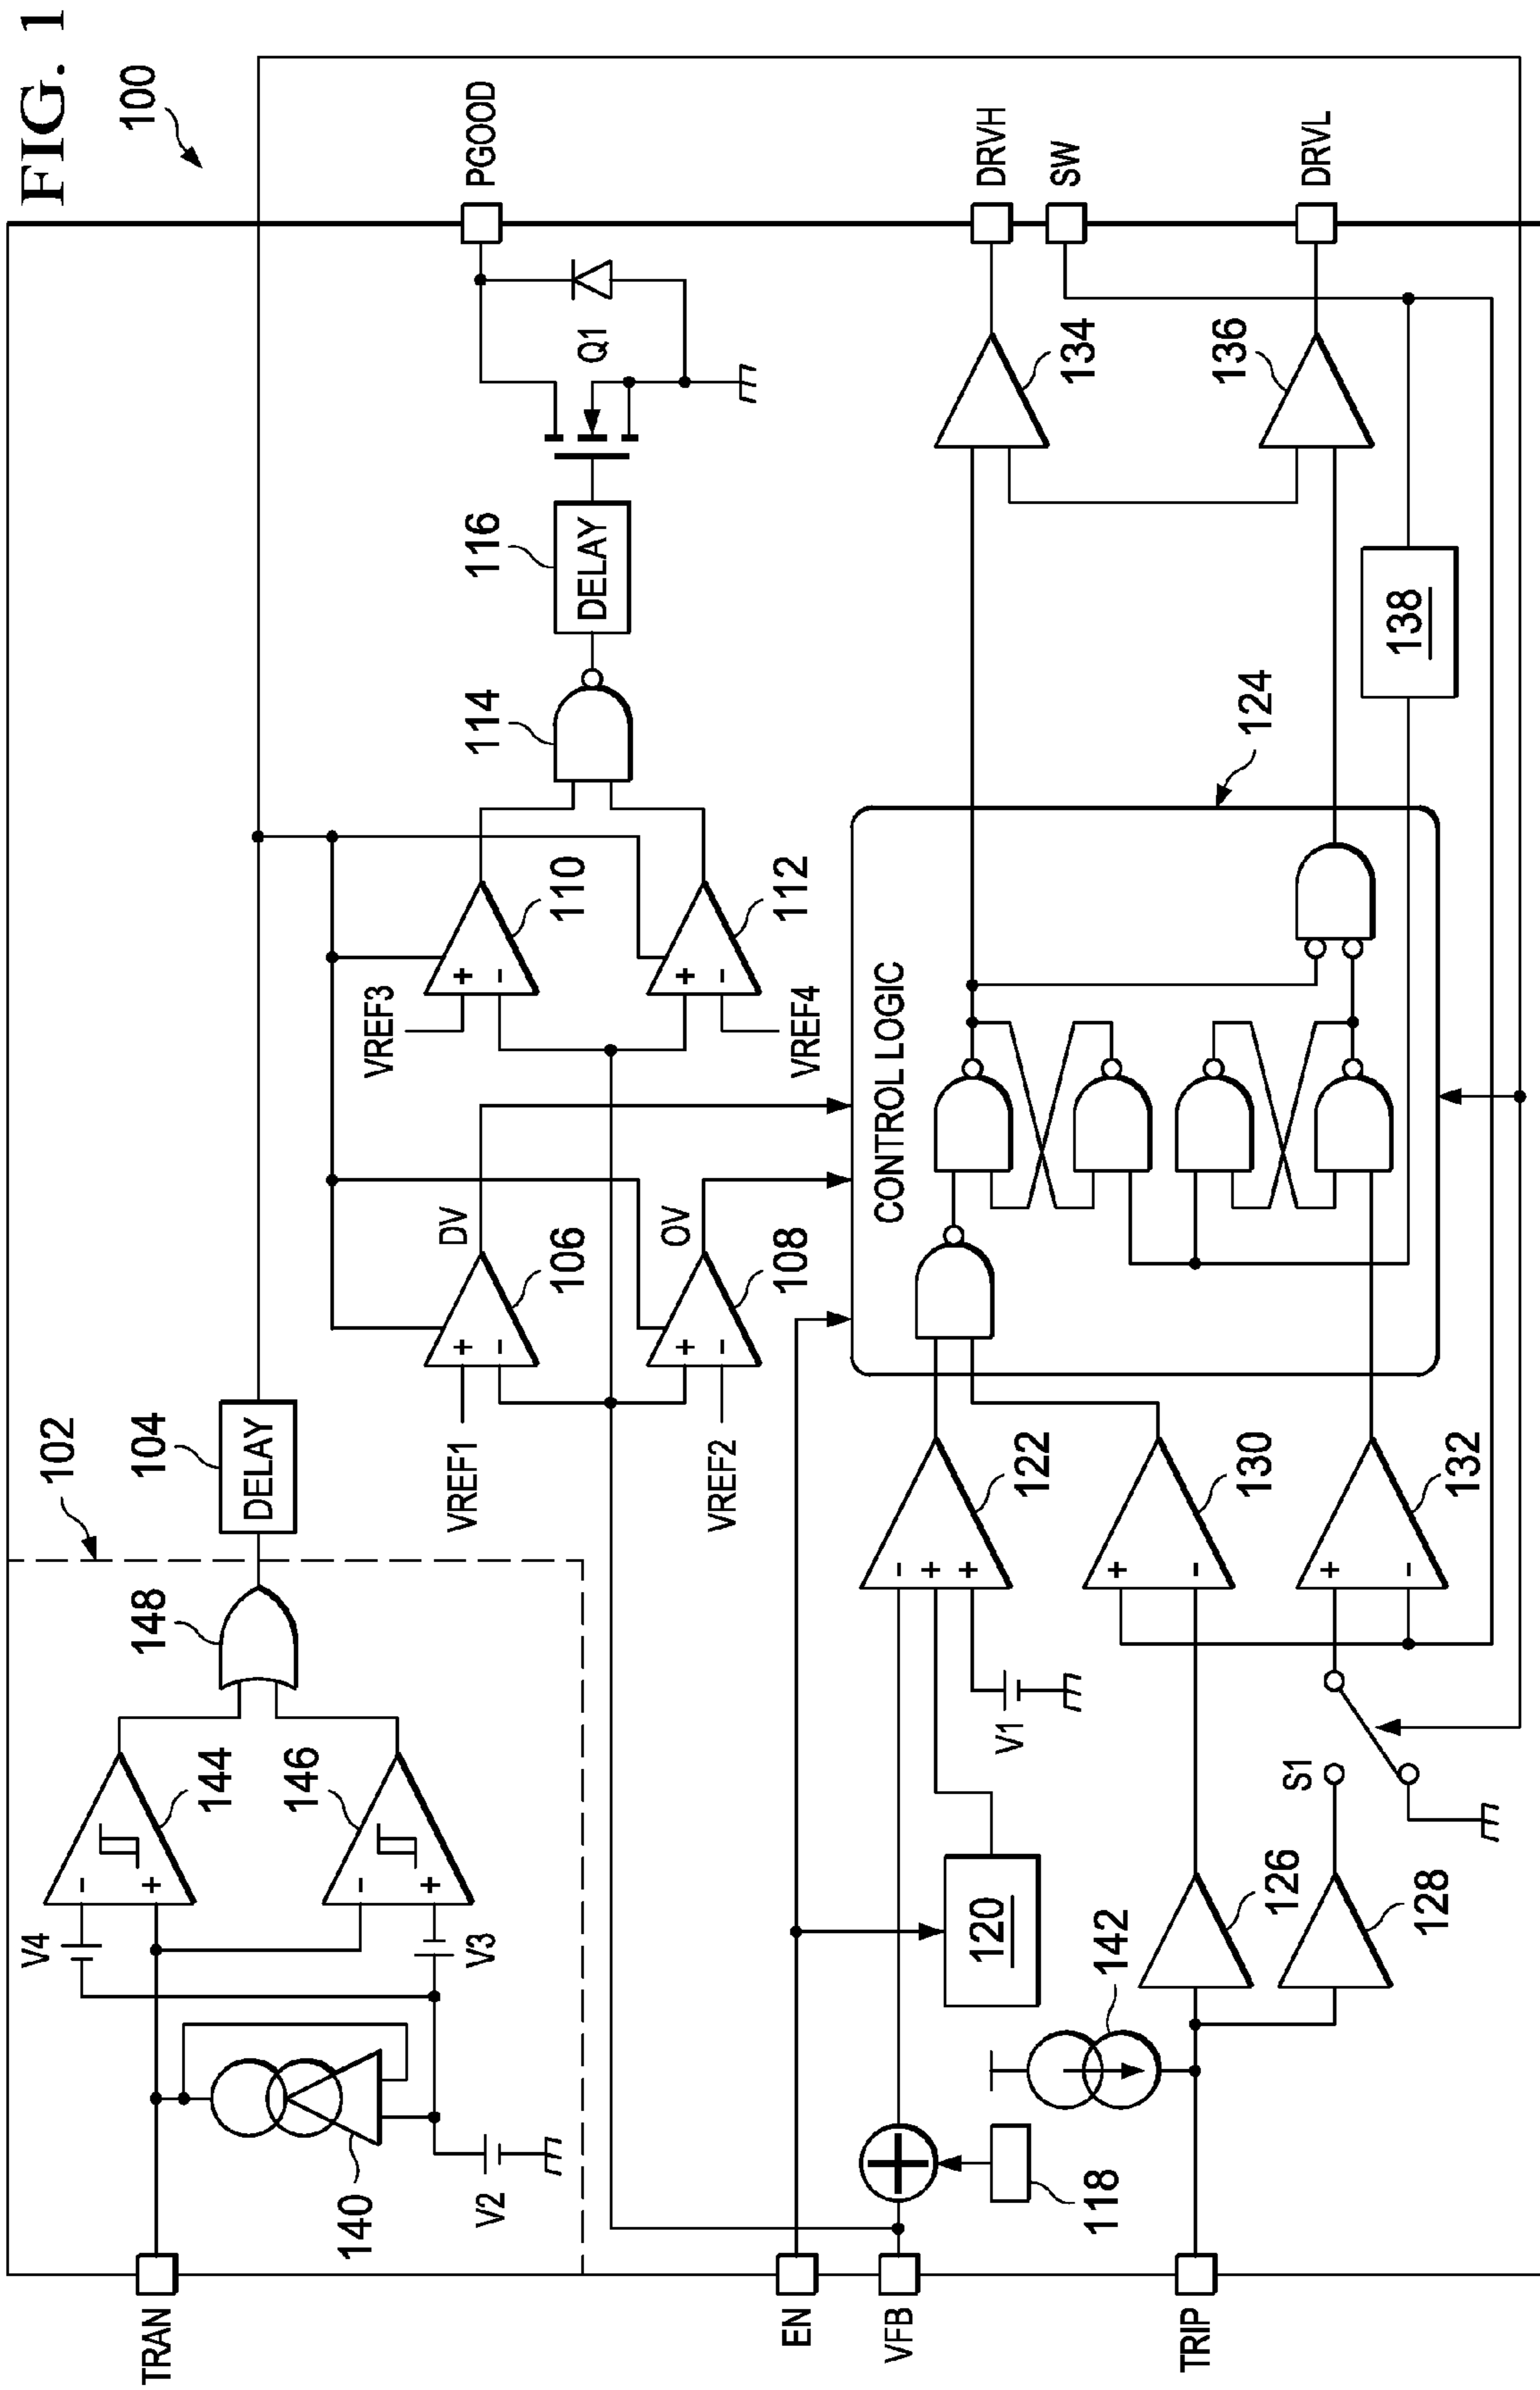 FIG. 1
100
102
TRAN
140
V2
V4
V3
144
146
148
104
DELAY
VREF1
VREF2
+
-
+
-
106
108
DV
OV
VREF3
VREF4
+
-
+
-
110
112
114
116
DELAY
Q1
PGOOD
-
+
-
+
EN
VFB
118
120
V1
-
+
+
122
CONTROL LOGIC
124
134
DRVH
SW
136
DRVL
138
TRIP
142
126
128
S1
+
-
130
+
-
132